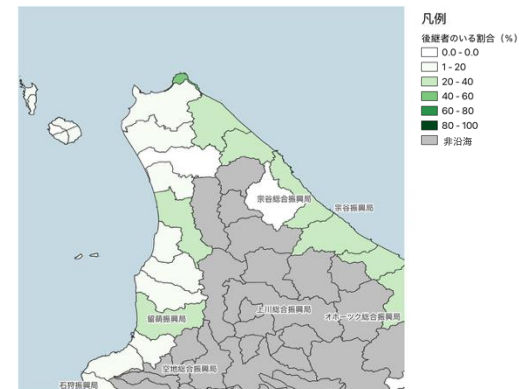 凡例
後継者のいる割合（%）
0.0 - 0.0
1 - 20
20 - 40
40 - 60
60 - 80
80 - 100
非沿海
宗谷総合振興局
宗谷振興局
留萌振興局
上川総合振興局
オホーツク総合振興局
空地総合振興局
石狩振興局